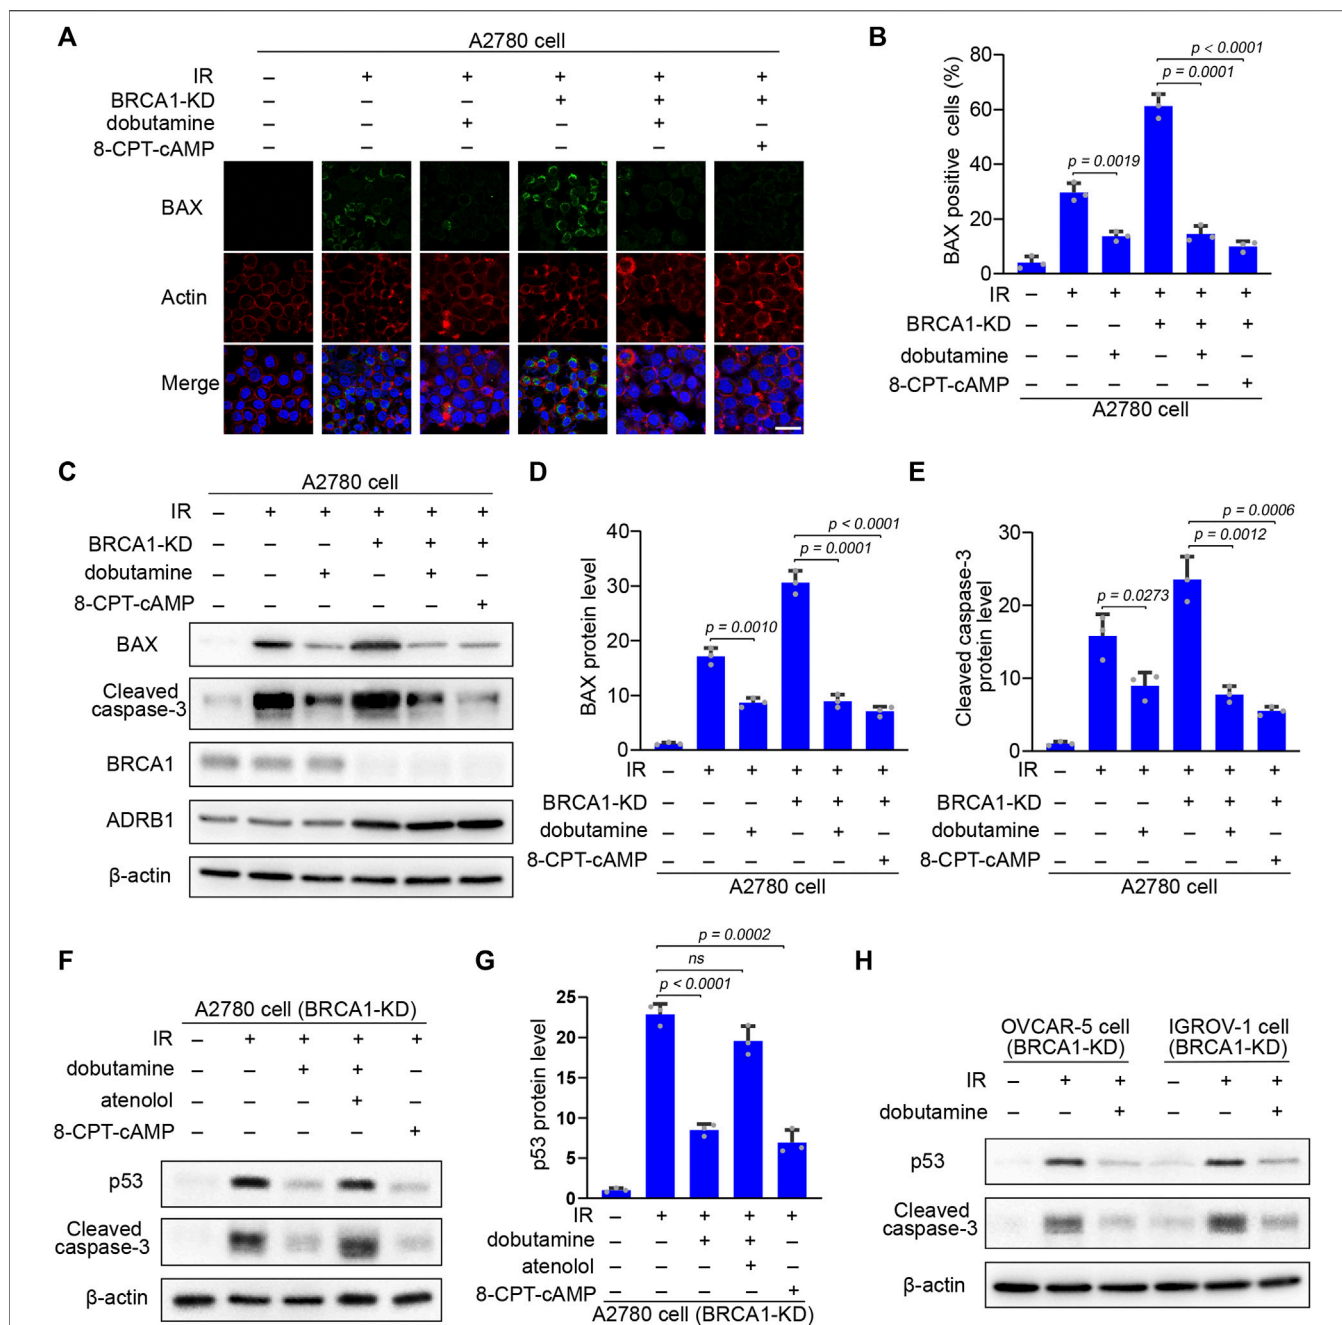 A
A2780 cell
IR – + + + + +
BRCA1-KD – – – + + +
dobutamine – – + – + –
8-CPT-cAMP – – – – – +
BAX
Actin
Merge
B
BAX positive cells (%)
80
60
40
20
0
p < 0.0001
p = 0.0001
p = 0.0019
IR – + + + + +
BRCA1-KD – – – + + +
dobutamine – – + – + –
8-CPT-cAMP – – – – – +
A2780 cell
C
A2780 cell
IR – + + + + +
BRCA1-KD – – – + + +
dobutamine – – + – + –
8-CPT-cAMP – – – – – +
BAX
Cleaved
caspase-3
BRCA1
ADRB1
β-actin
D
BAX protein level
40
30
20
10
0
p < 0.0001
p = 0.0001
p = 0.0010
IR – + + + + +
BRCA1-KD – – – + + +
dobutamine – – + – + –
8-CPT-cAMP – – – – – +
A2780 cell
E
Cleaved caspase-3
protein level
30
20
10
0
p = 0.0006
p = 0.0012
p = 0.0273
IR – + + + + +
BRCA1-KD – – – + + +
dobutamine – – + – + –
8-CPT-cAMP – – – – – +
A2780 cell
F
A2780 cell (BRCA1-KD)
IR – + + + +
dobutamine – – + + –
atenolol – – – + –
8-CPT-cAMP – – – – +
p53
Cleaved
caspase-3
β-actin
G
p53 protein level
25
20
15
10
5
0
p = 0.0002
ns
p < 0.0001
IR – + + + +
dobutamine – – + + –
atenolol – – – + –
8-CPT-cAMP – – – – +
A2780 cell (BRCA1-KD)
H
OVCAR-5 cell
(BRCA1-KD)
IGROV-1 cell
(BRCA1-KD)
IR – + + – + +
dobutamine – – + – – +
p53
Cleaved
caspase-3
β-actin